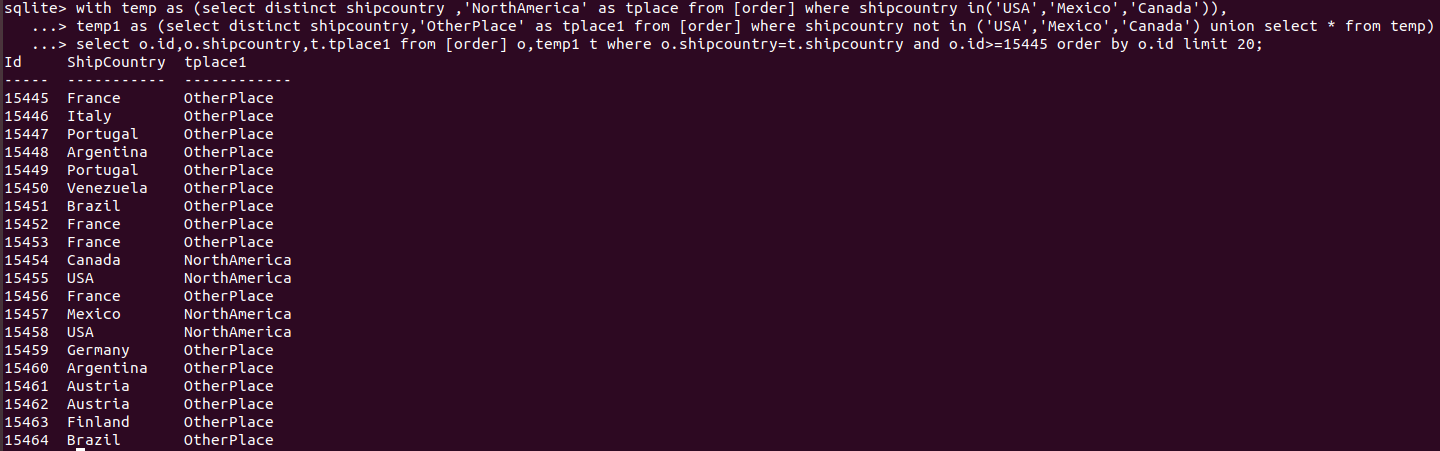 sqlite> with temp as (select distinct shipcountry ,'NorthAmerica' as tplace from [order] where shipcountry in('USA','Mexico','Canada')),
   ...> temp1 as (select distinct shipcountry,'OtherPlace' as tplace1 from [order] where shipcountry not in ('USA','Mexico','Canada') union select * from temp)
   ...> select o.id,o.shipcountry,t.tplace1 from [order] o,temp1 t where o.shipcountry=t.shipcountry and o.id>=15445 order by o.id limit 20;
Id     ShipCountry  tplace1
-----  -----------  ------------
15445  France       OtherPlace
15446  Italy        OtherPlace
15447  Portugal     OtherPlace
15448  Argentina    OtherPlace
15449  Portugal     OtherPlace
15450  Venezuela    OtherPlace
15451  Brazil       OtherPlace
15452  France       OtherPlace
15453  France       OtherPlace
15454  Canada       NorthAmerica
15455  USA          NorthAmerica
15456  France       OtherPlace
15457  Mexico       NorthAmerica
15458  USA          NorthAmerica
15459  Germany      OtherPlace
15460  Argentina    OtherPlace
15461  Austria      OtherPlace
15462  Austria      OtherPlace
15463  Finland      OtherPlace
15464  Brazil       OtherPlace